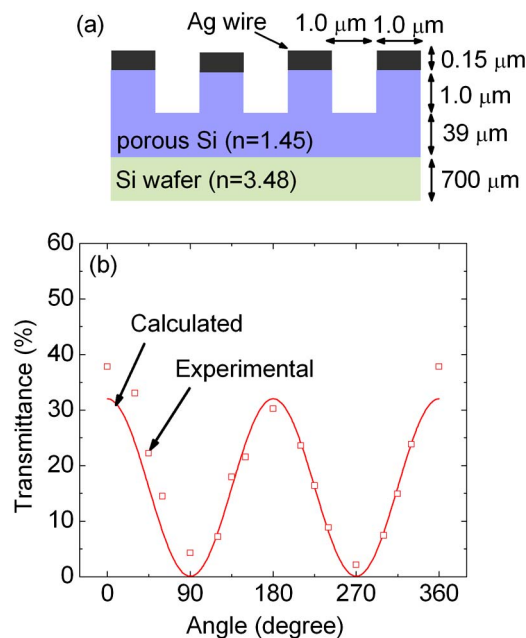 (a)
Ag wire
1.0 μm
1.0 μm
0.15 μm
1.0 μm
porous Si (n=1.45)
39 μm
Si wafer (n=3.48)
700 μm
(b)
Calculated
Experimental
Transmittance (%)
60
50
40
30
20
10
0
0 90 180 270 360
Angle (degree)